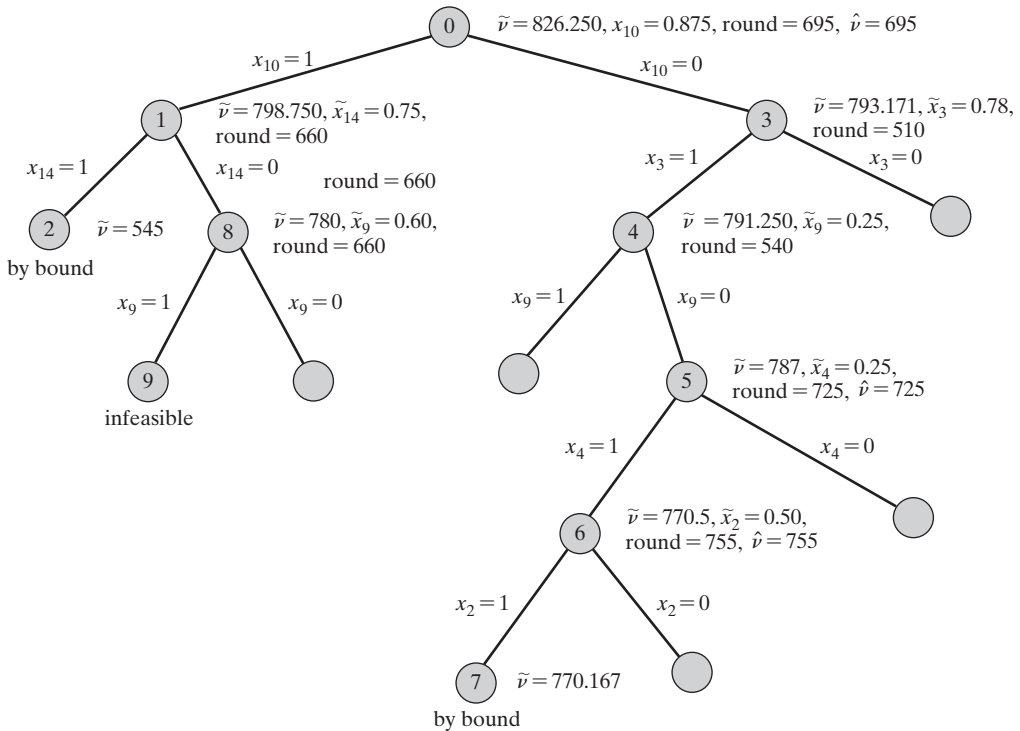 0
ν̃ = 826.250, x₁₀ = 0.875, round = 695, ν̂ = 695
x₁₀ = 1
x₁₀ = 0
1
ν̃ = 798.750, x̃₁₄ = 0.75,
round = 660
3
ν̃ = 793.171, x̃₃ = 0.78,
round = 510
x₁₄ = 1
x₁₄ = 0
round = 660
x₃ = 1
x₃ = 0
2
ν̃ = 545
by bound
8
ν̃ = 780, x̃₉ = 0.60,
round = 660
4
ν̃ = 791.250, x̃₉ = 0.25,
round = 540
x₉ = 1
x₉ = 0
x₉ = 1
x₉ = 0
9
infeasible
5
ν̃ = 787, x̃₄ = 0.25,
round = 725, ν̂ = 725
x₄ = 1
x₄ = 0
6
ν̃ = 770.5, x̃₂ = 0.50,
round = 755, ν̂ = 755
x₂ = 1
x₂ = 0
7
ν̃ = 770.167
by bound